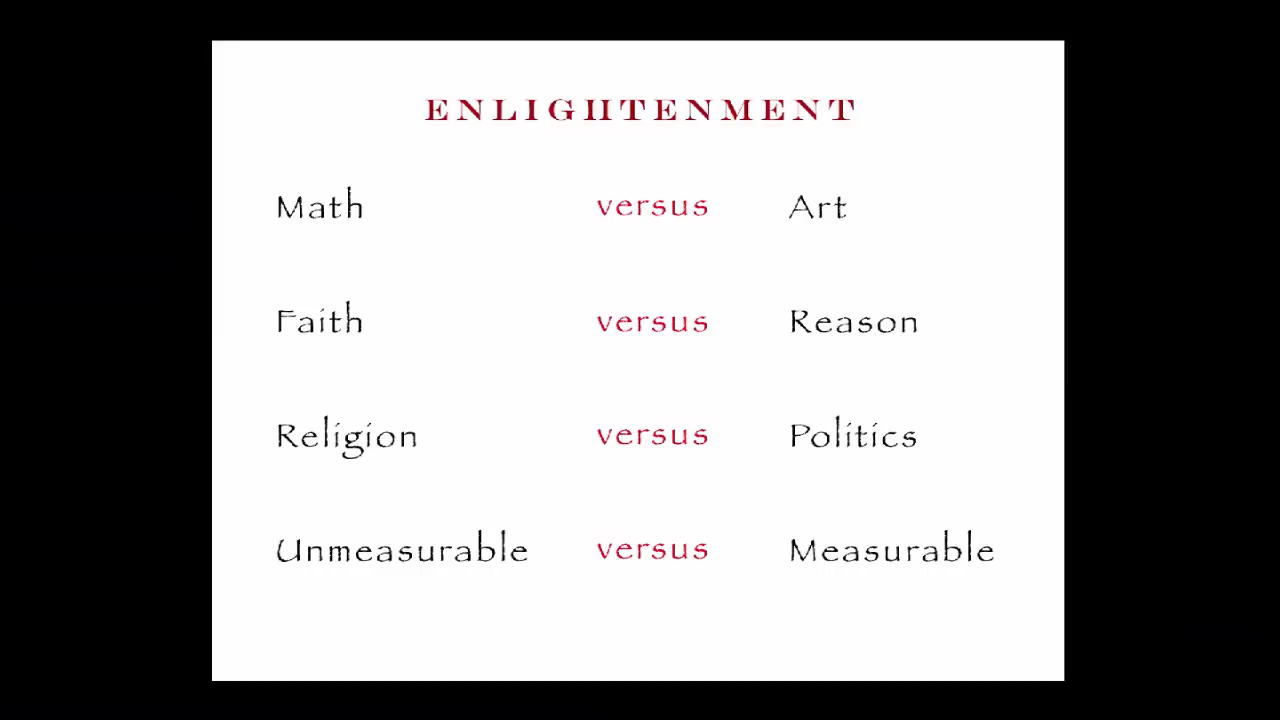 ENLIGHTENMENT
Math versus Art
Faith versus Reason
Religion versus Politics
Unmeasurable versus Measurable